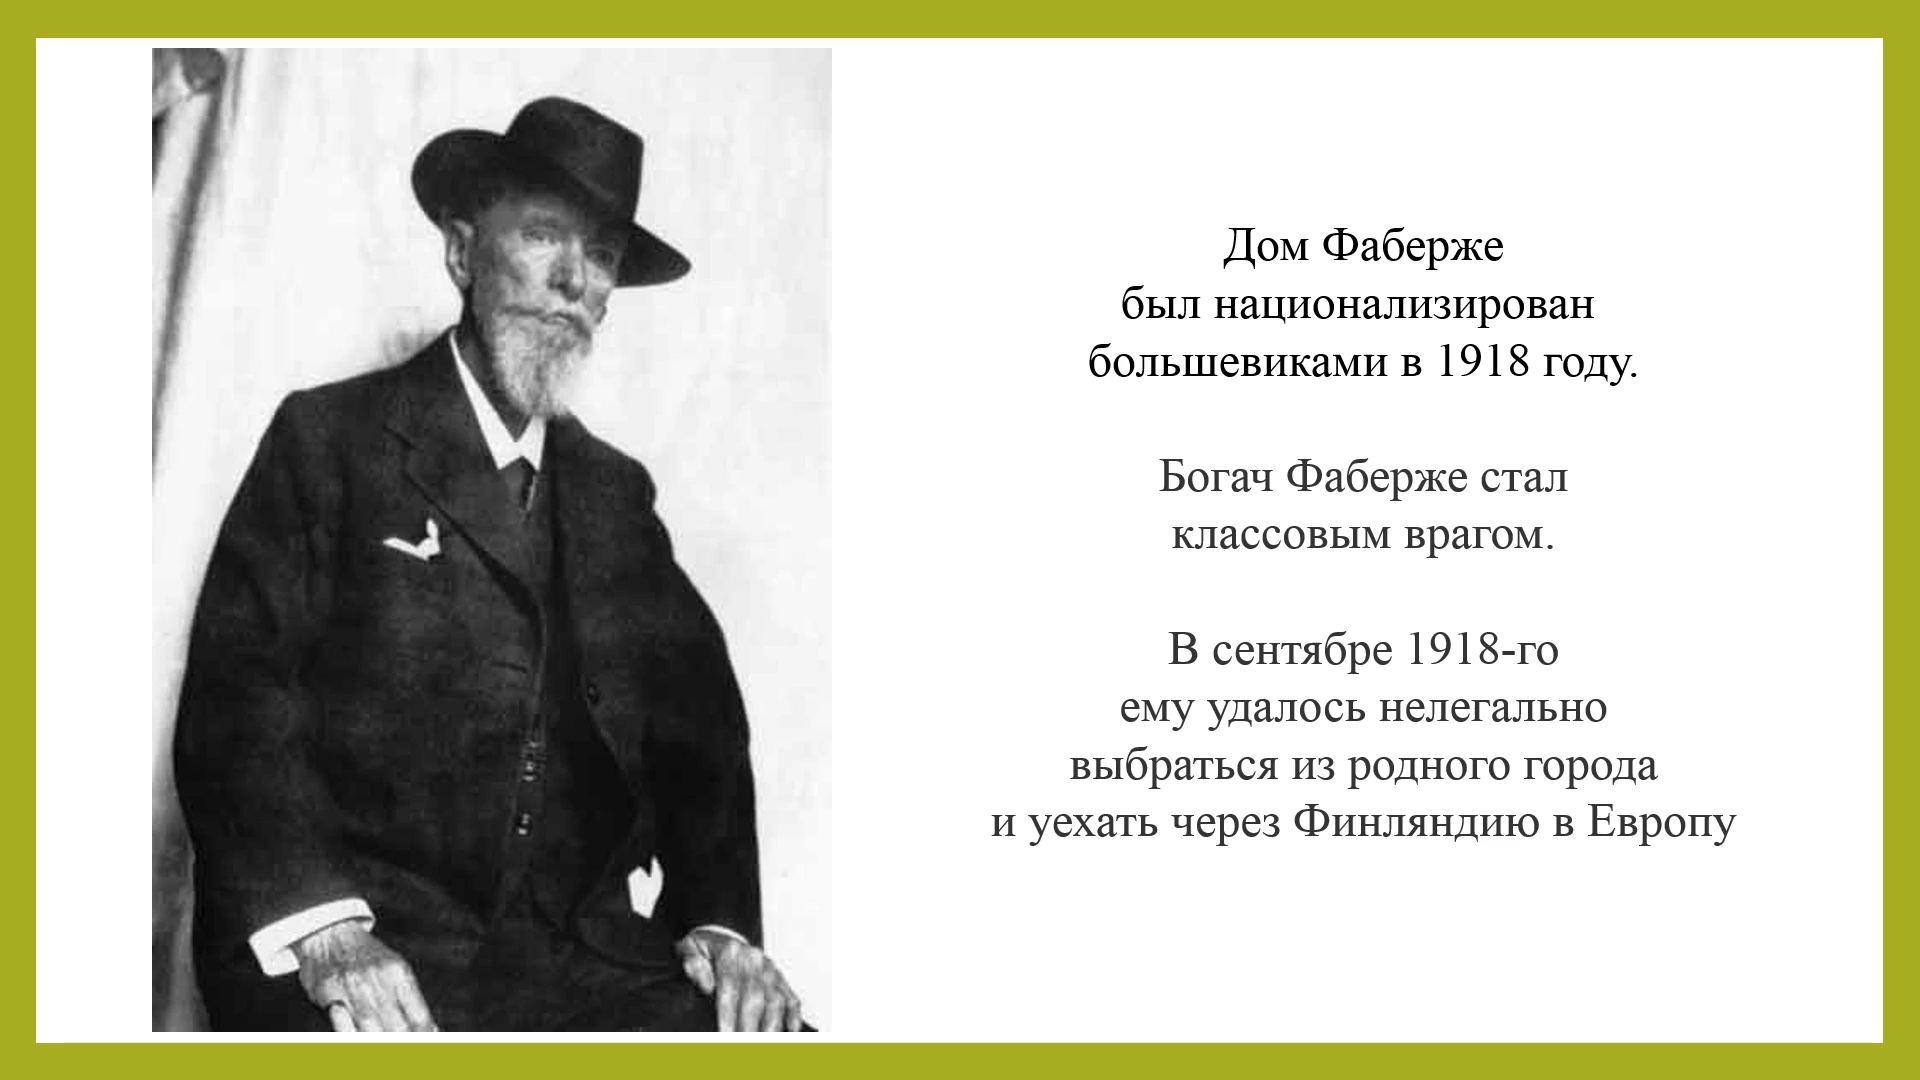 Дом Фаберже
был национализирован
большевиками в 1918 году.
Богач Фаберже стал
классовым врагом.
В сентябре 1918-го
ему удалось нелегально
выбраться из родного города
и уехать через Финляндию в Европу